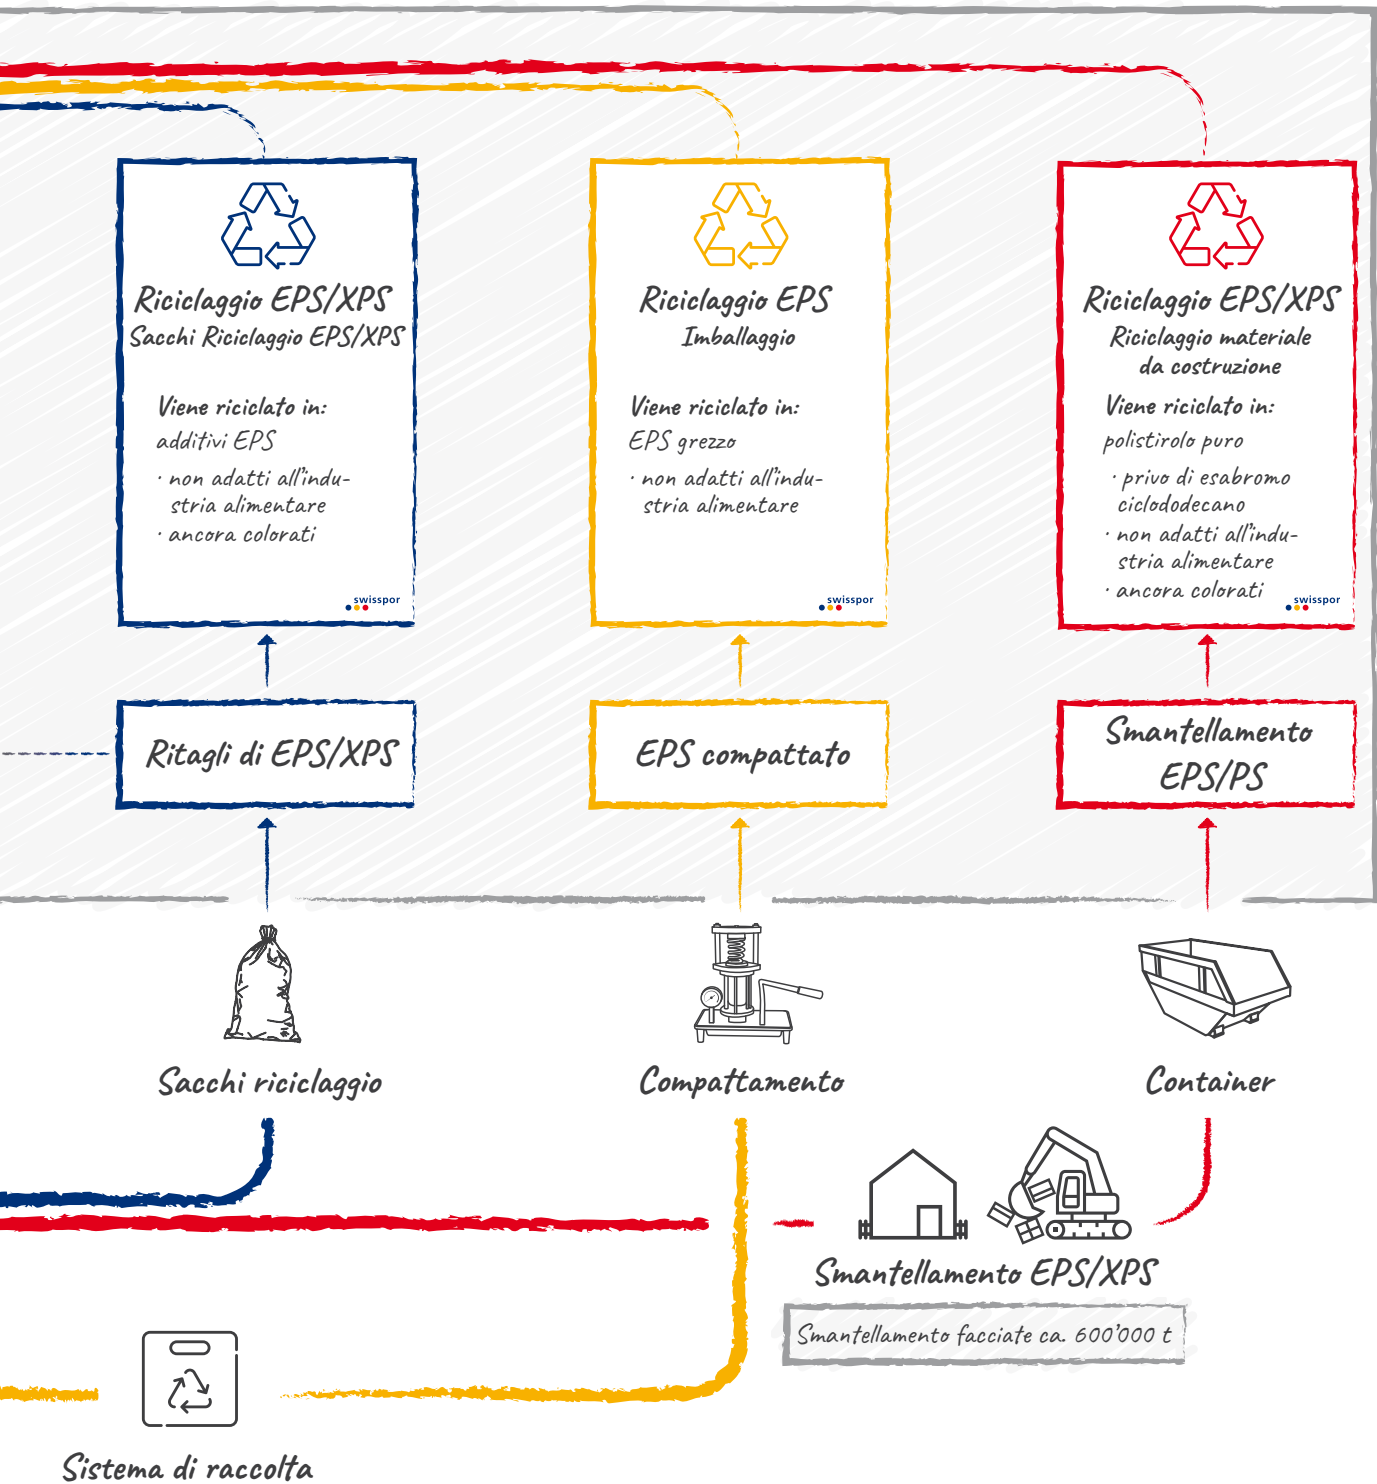 Riciclaggio EPS/XPS
Sacchi Riciclaggio EPS/XPS
Viene riciclato in:
additivi EPS
· non adatti all'indu-
stria alimentare
· ancora colorati
swisspor
Riciclaggio EPS
Imballaggio
Viene riciclato in:
EPS grezzo
· non adatti all'indu-
stria alimentare
swisspor
Riciclaggio EPS/XPS
Riciclaggio materiale
da costruzione
Viene riciclato in:
polistirolo puro
· privo di esabromo
ciclododecano
· non adatti all'indu-
stria alimentare
· ancora colorati
swisspor
Ritagli di EPS/XPS
EPS compattato
Smantellamento
EPS/PS
Sacchi riciclaggio
Compattamento
Container
Smantellamento EPS/XPS
Smantellamento facciate ca. 600'000 t
Sistema di raccolta